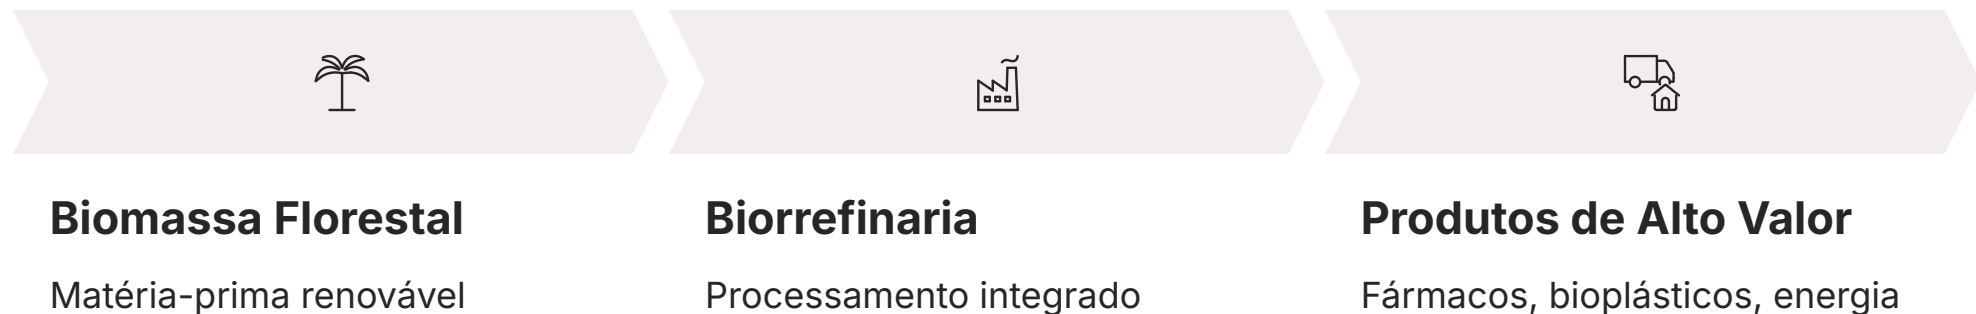 Biomassa Florestal
Matéria-prima renovável
Biorrefinaria
Processamento integrado
Produtos de Alto Valor
Fármacos, bioplásticos, energia